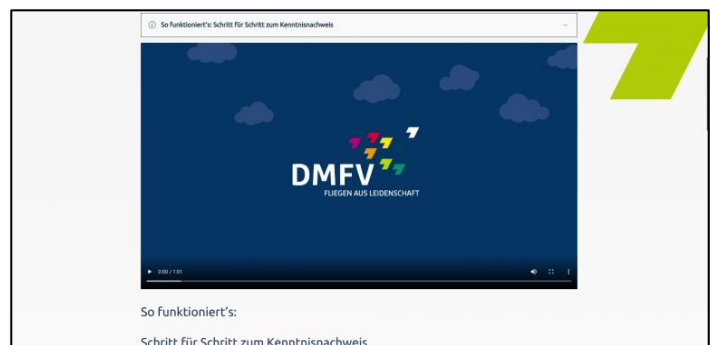 So funktioniert's: Schritt für Schritt zum Kenntnisnachweis
DMFV
FLIEGEN AUS LEIDENSCHAFT
0:00 / 1:01
So funktioniert's:
Schritt für Schritt zum Kenntnisnachweis